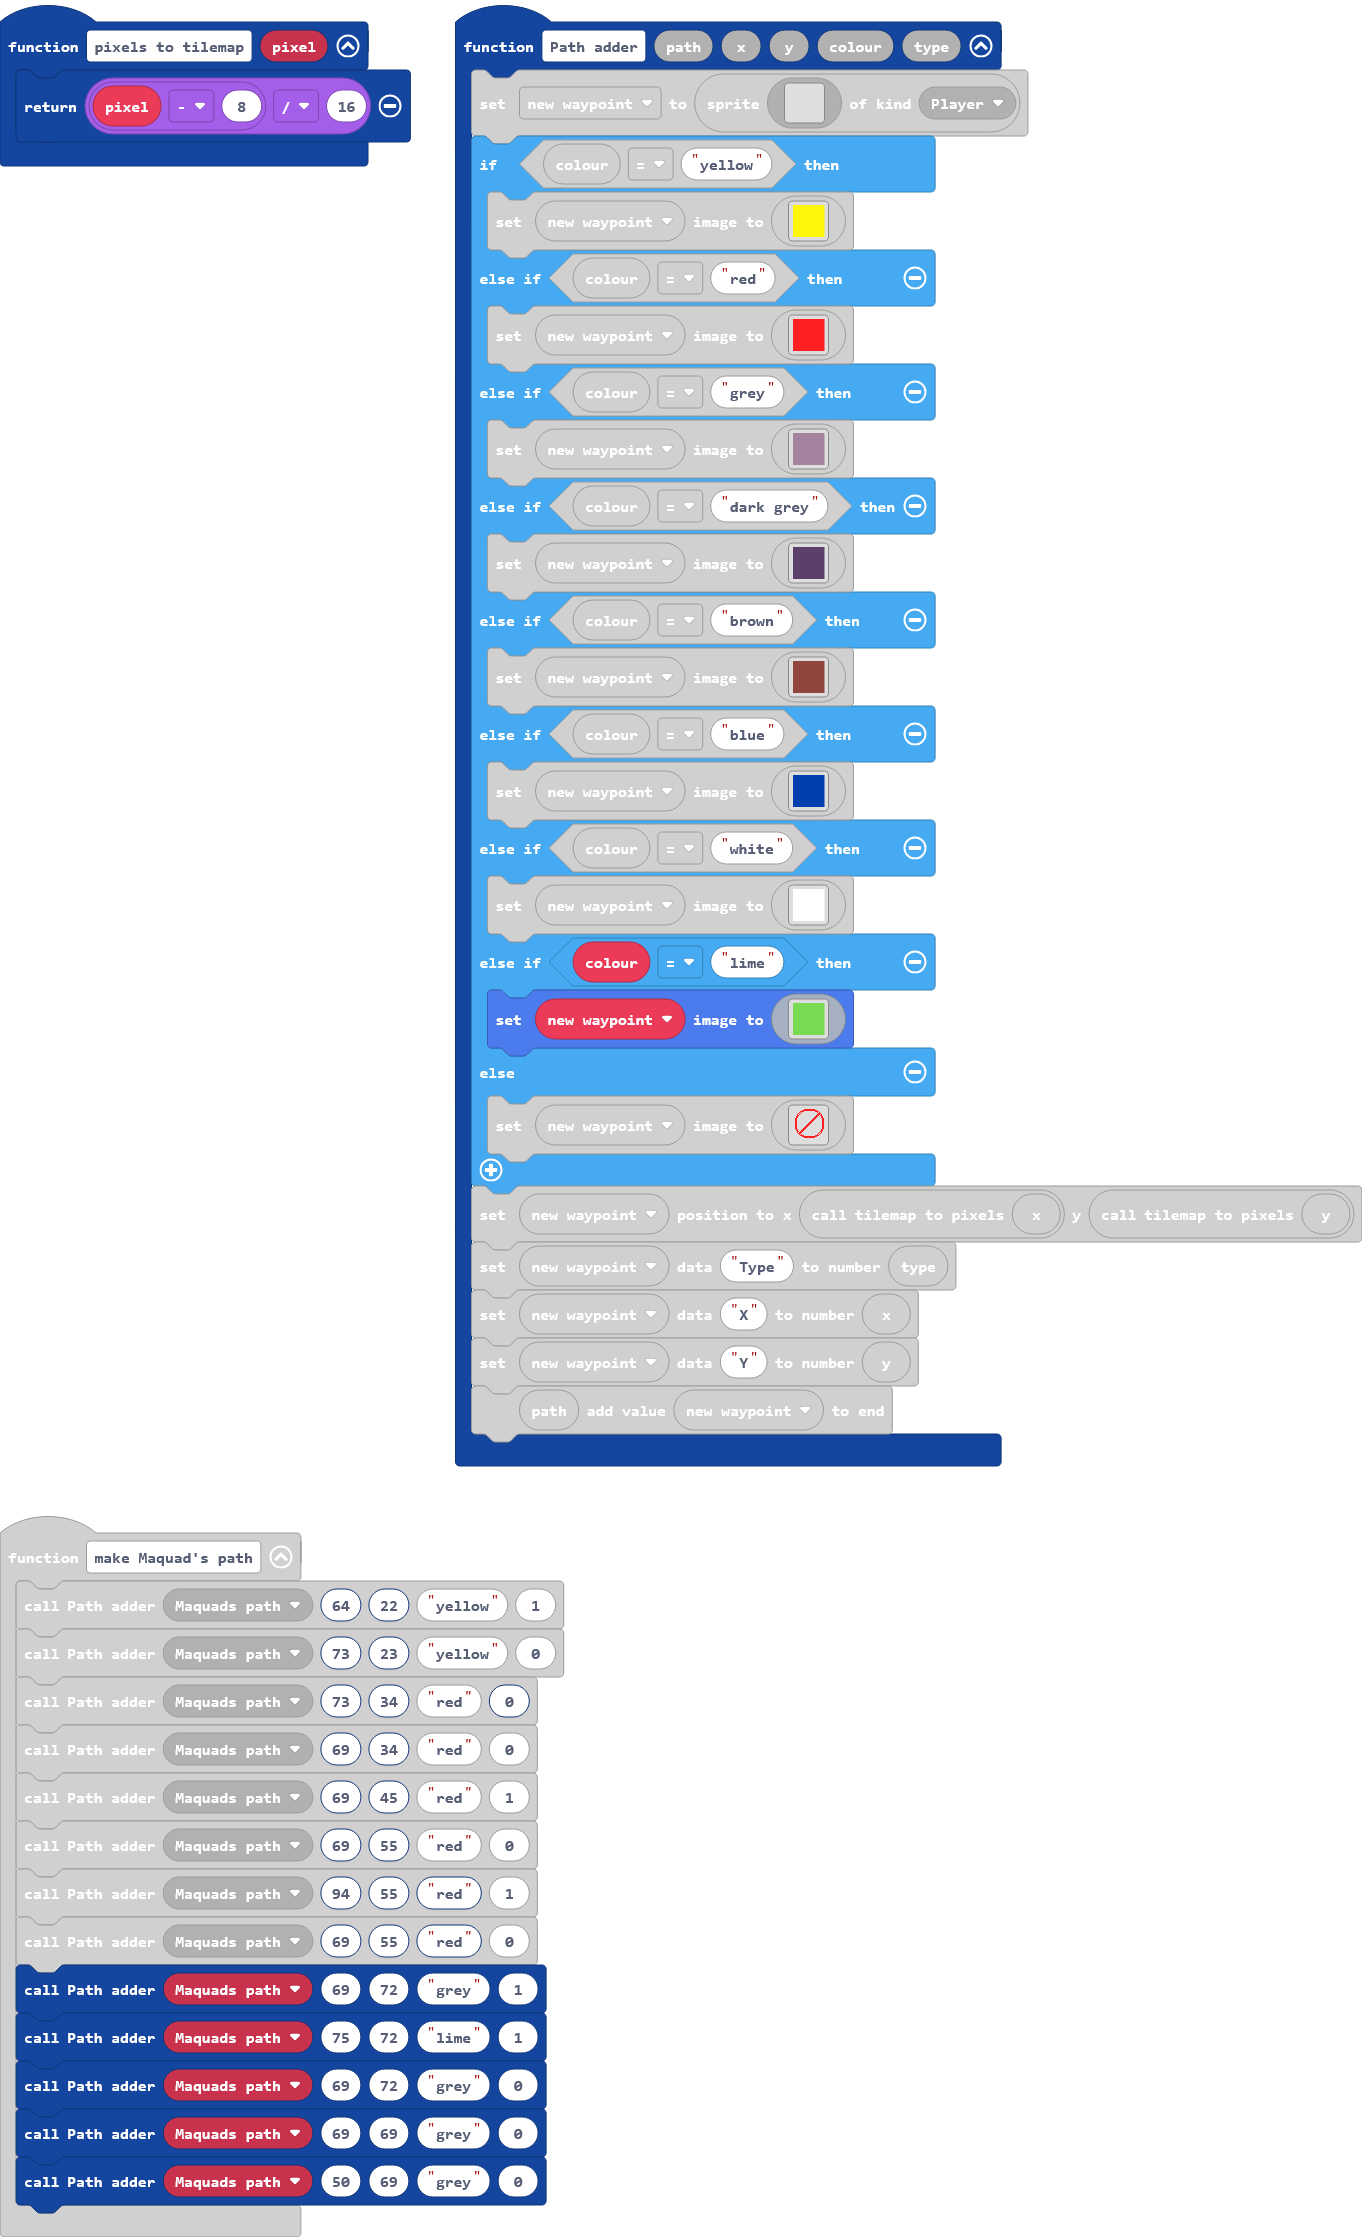 function pixels to tilemap pixel
return pixel - 8 / 16
function Path adder path x y colour type
set new waypoint to sprite of kind Player
if colour = "yellow" then
set new waypoint image to
else if colour = "red" then
set new waypoint image to
else if colour = "grey" then
set new waypoint image to
else if colour = "dark grey" then
set new waypoint image to
else if colour = "brown" then
set new waypoint image to
else if colour = "blue" then
set new waypoint image to
else if colour = "white" then
set new waypoint image to
else if colour = "lime" then
set new waypoint image to
else
set new waypoint image to
set new waypoint position to x call tilemap to pixels x y call tilemap to pixels y
set new waypoint data "Type" to number type
set new waypoint data "X" to number x
set new waypoint data "Y" to number y
path add value new waypoint to end
function make Maquad's path
call Path adder Maquads path 64 22 "yellow" 1
call Path adder Maquads path 73 23 "yellow" 0
call Path adder Maquads path 73 34 "red" 0
call Path adder Maquads path 69 34 "red" 0
call Path adder Maquads path 69 45 "red" 1
call Path adder Maquads path 69 55 "red" 0
call Path adder Maquads path 94 55 "red" 1
call Path adder Maquads path 69 55 "red" 0
call Path adder Maquads path 69 72 "grey" 1
call Path adder Maquads path 75 72 "lime" 1
call Path adder Maquads path 69 72 "grey" 0
call Path adder Maquads path 69 69 "grey" 0
call Path adder Maquads path 50 69 "grey" 0